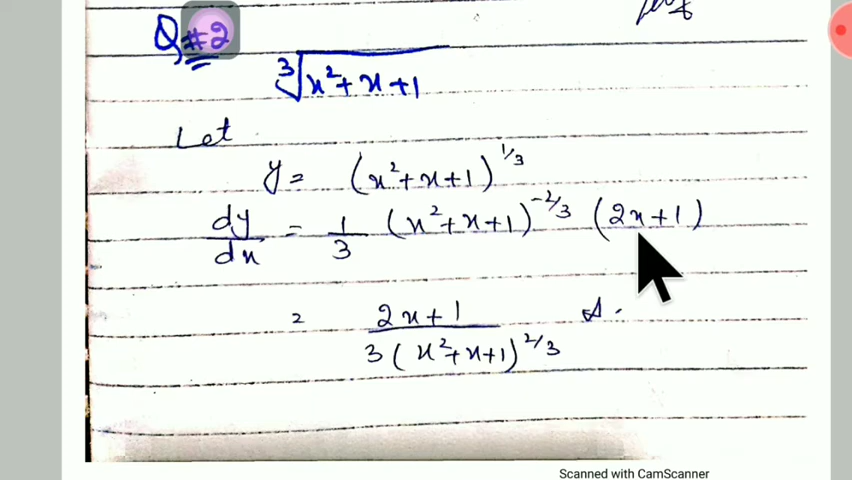 Q#2
∛(x²+x+1)
Let
y = (x²+x+1)^1/3
dy/dx = 1/3 (x²+x+1)^-2/3 (2x+1)
= 2x+1 / 3(x²+x+1)^2/3
Scanned with CamScanner